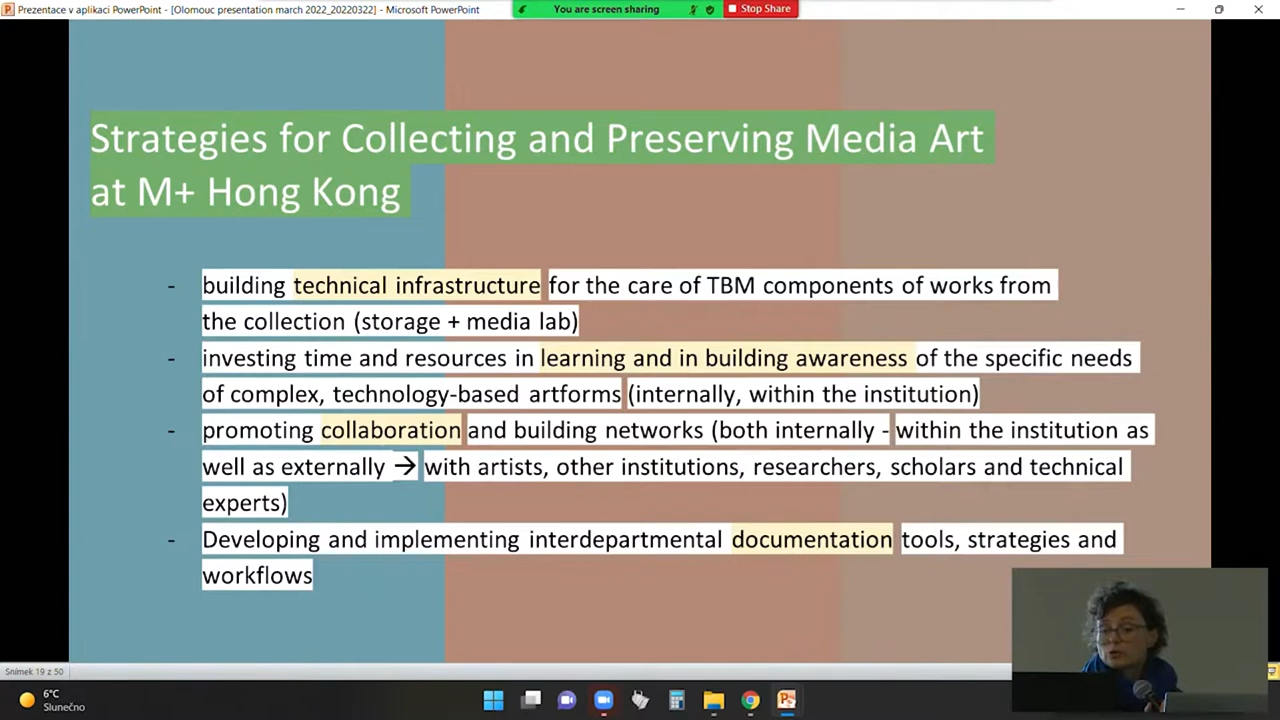 Prezentace v aplikaci PowerPoint - [Olomouc presentation march 2022_20220322] - Microsoft PowerPoint
You are screen sharing
Stop Share
Strategies for Collecting and Preserving Media Art
at M+ Hong Kong
- building technical infrastructure for the care of TBM components of works from
the collection (storage + media lab)
- investing time and resources in learning and in building awareness of the specific needs
of complex, technology-based artforms (internally, within the institution)
- promoting collaboration and building networks (both internally - within the institution as
well as externally → with artists, other institutions, researchers, scholars and technical
experts)
- Developing and implementing interdepartmental documentation tools, strategies and
workflows
Snímek 19 z 50
6°C
Slunečno